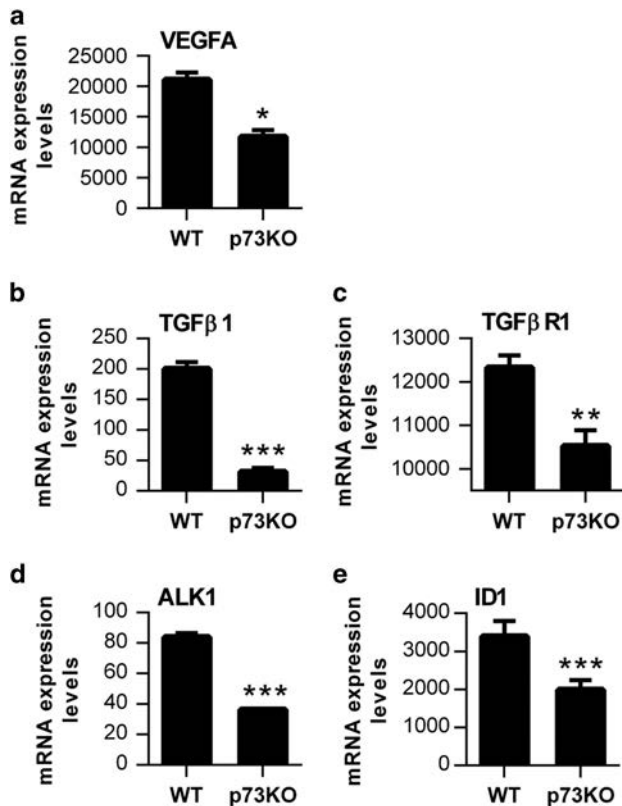 a
VEGFA
mRNA expression
levels
25000
20000
15000
10000
5000
0
*
WT p73KO
b
TGFβ 1
mRNA expression
levels
250
200
150
100
50
0
***
WT p73KO
c
TGFβ R1
mRNA expression
levels
13000
12000
11000
10000
**
WT p73KO
d
ALK1
mRNA expression
levels
100
80
60
40
20
0
***
WT p73KO
e
ID1
mRNA expression
levels
4000
3000
2000
1000
0
***
WT p73KO